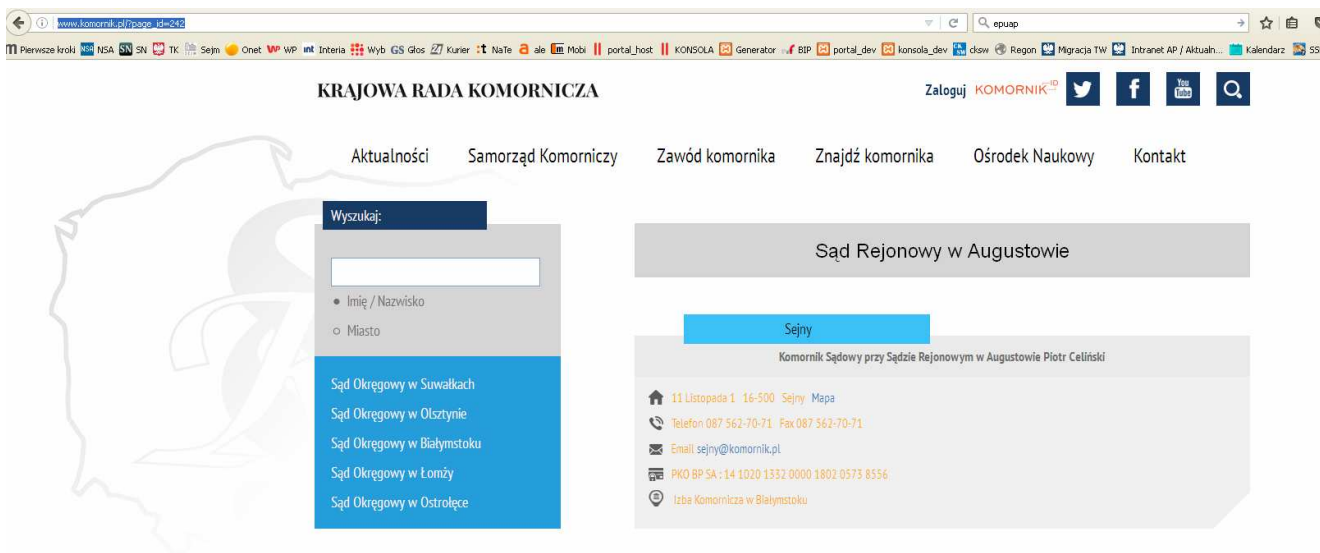 www.komornik.pl/?page_id=242
epuap
Pierwsze kroki NSA SN TK Sejm Onet WP Interia Wyb GS Głos Kurier NaTe ale Mobi portal_host KONSOLA Generator BIP portal_dev konsola_dev cksw Regon Migracja TW Intranet AP / Aktualn... Kalendarz
KRAJOWA RADA KOMORNICZA
Zaloguj KOMORNIK ID
You Tube
Aktualności Samorząd Komorniczy Zawód komornika Znajdź komornika Ośrodek Naukowy Kontakt
Wyszukaj:
Imię / Nazwisko
Miasto
Sąd Okręgowy w Suwałkach
Sąd Okręgowy w Olsztynie
Sąd Okręgowy w Białymstoku
Sąd Okręgowy w Łomży
Sąd Okręgowy w Ostrołęce
Sąd Rejonowy w Augustowie
Sejny
Komornik Sądowy przy Sądzie Rejonowym w Augustowie Piotr Celiński
11 Listopada 1 16-500 Sejny Mapa
Telefon 087 562-70-71 Fax 087 562-70-71
Email sejny@komornik.pl
PKO BP SA : 14 1020 1332 0000 1802 0573 8556
Izba Komornicza w Białymstoku